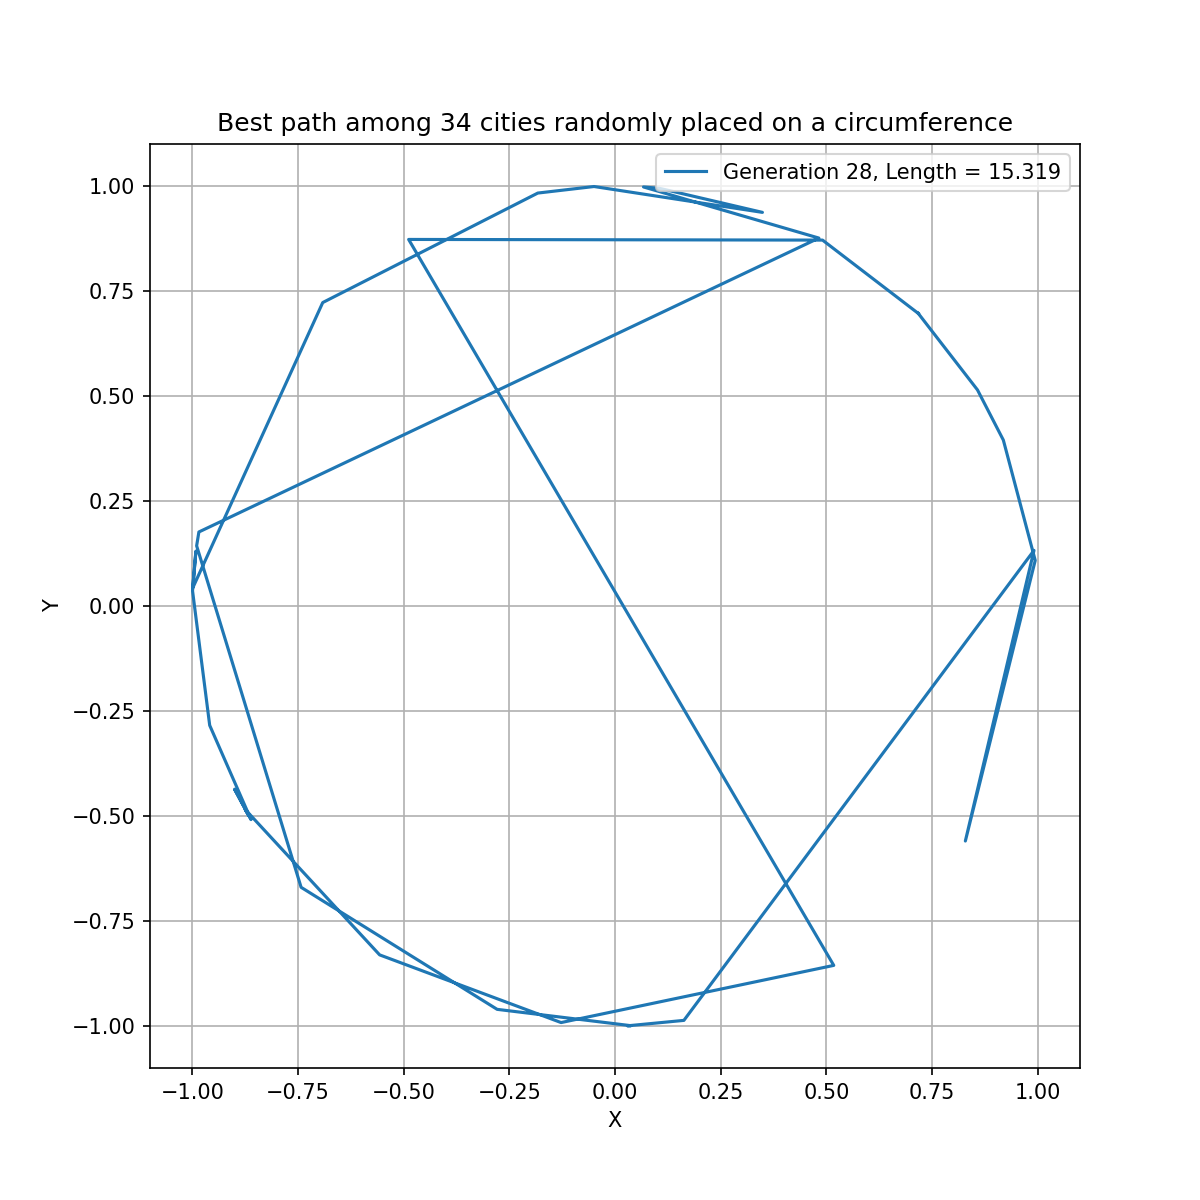 Best path among 34 cities randomly placed on a circumference
Generation 28, Length = 15.319
1.00
0.75
0.50
0.25
0.00
−0.25
−0.50
−0.75
−1.00
Y
−1.00 −0.75 −0.50 −0.25 0.00 0.25 0.50 0.75 1.00
X